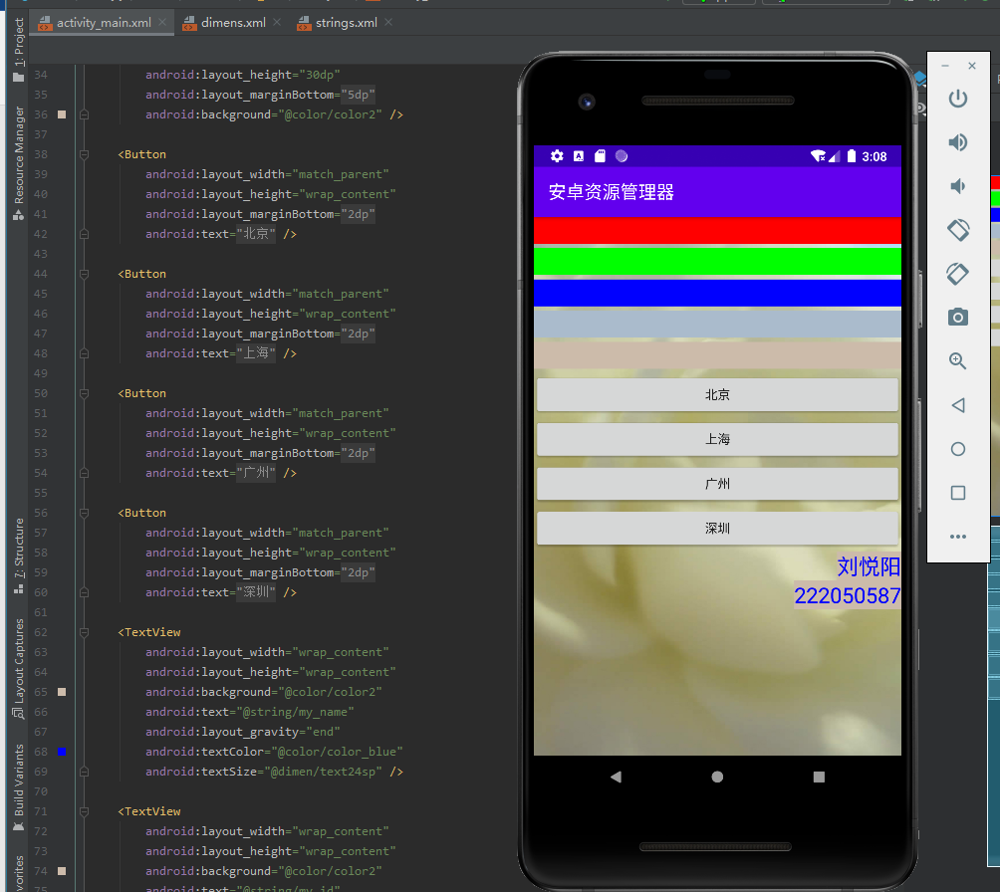 activity_main.xml
dimens.xml
strings.xml
1: Project
Resource Manager
7: Structure
Layout Captures
Build Variants
34 android:layout_height="30dp"
35 android:layout_marginBottom="5dp"
36 android:background="@color/color2" />
37
38 <Button
39 android:layout_width="match_parent"
40 android:layout_height="wrap_content"
41 android:layout_marginBottom="2dp"
42 android:text="北京" />
43
44 <Button
45 android:layout_width="match_parent"
46 android:layout_height="wrap_content"
47 android:layout_marginBottom="2dp"
48 android:text="上海" />
49
50 <Button
51 android:layout_width="match_parent"
52 android:layout_height="wrap_content"
53 android:layout_marginBottom="2dp"
54 android:text="广州" />
55
56 <Button
57 android:layout_width="match_parent"
58 android:layout_height="wrap_content"
59 android:layout_marginBottom="2dp"
60 android:text="深圳" />
61
62 <TextView
63 android:layout_width="wrap_content"
64 android:layout_height="wrap_content"
65 android:background="@color/color2"
66 android:text="@string/my_name"
67 android:layout_gravity="end"
68 android:textColor="@color/color_blue"
69 android:textSize="@dimen/text24sp" />
70
71 <TextView
72 android:layout_width="wrap_content"
73 android:layout_height="wrap_content"
74 android:background="@color/color2"
75 android:text="@string/my_id"
3:08
安卓资源管理器
北京
上海
广州
深圳
刘悦阳
222050587